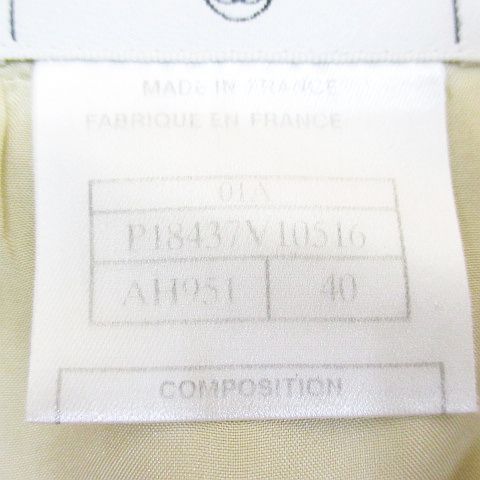 MADE IN FRANCE
FABRIQUE EN FRANCE
01A
P18437V10516
AH951 40
COMPOSITION